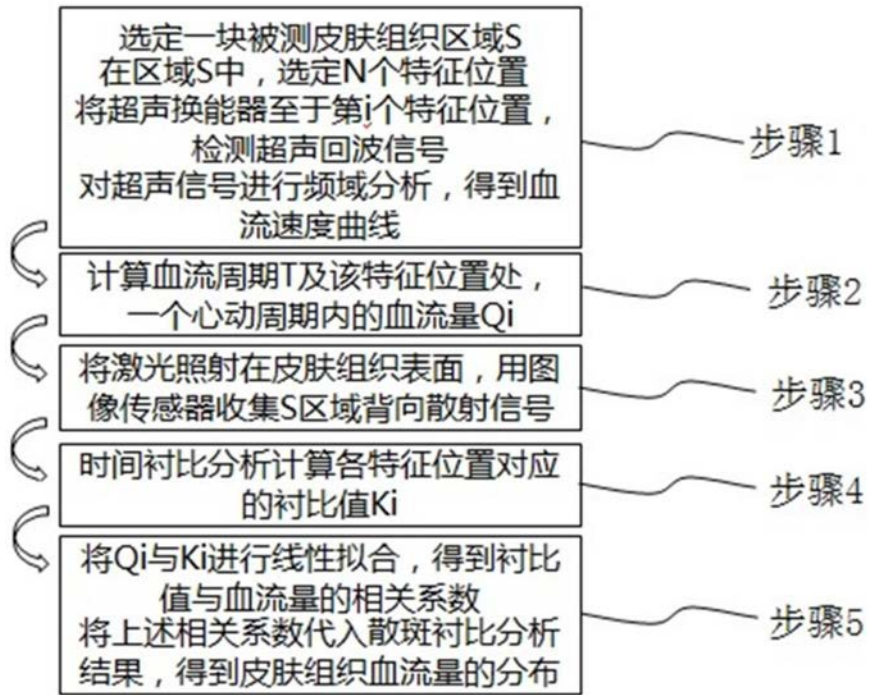 选定一块被测皮肤组织区域S
在区域S中，选定N个特征位置
将超声换能器至于第i个特征位置，
检测超声回波信号
对超声信号进行频域分析，得到血
流速度曲线
步骤1
计算血流周期T及该特征位置处，
一个心动周期内的血流量Qi
步骤2
将激光照射在皮肤组织表面，用图
像传感器收集S区域背向散射信号
步骤3
时间衬比分析计算各特征位置对应
的衬比值Ki
步骤4
将Qi与Ki进行线性拟合，得到衬比
值与血流量的相关系数
将上述相关系数代入散斑衬比分析
结果，得到皮肤组织血流量的分布
步骤5